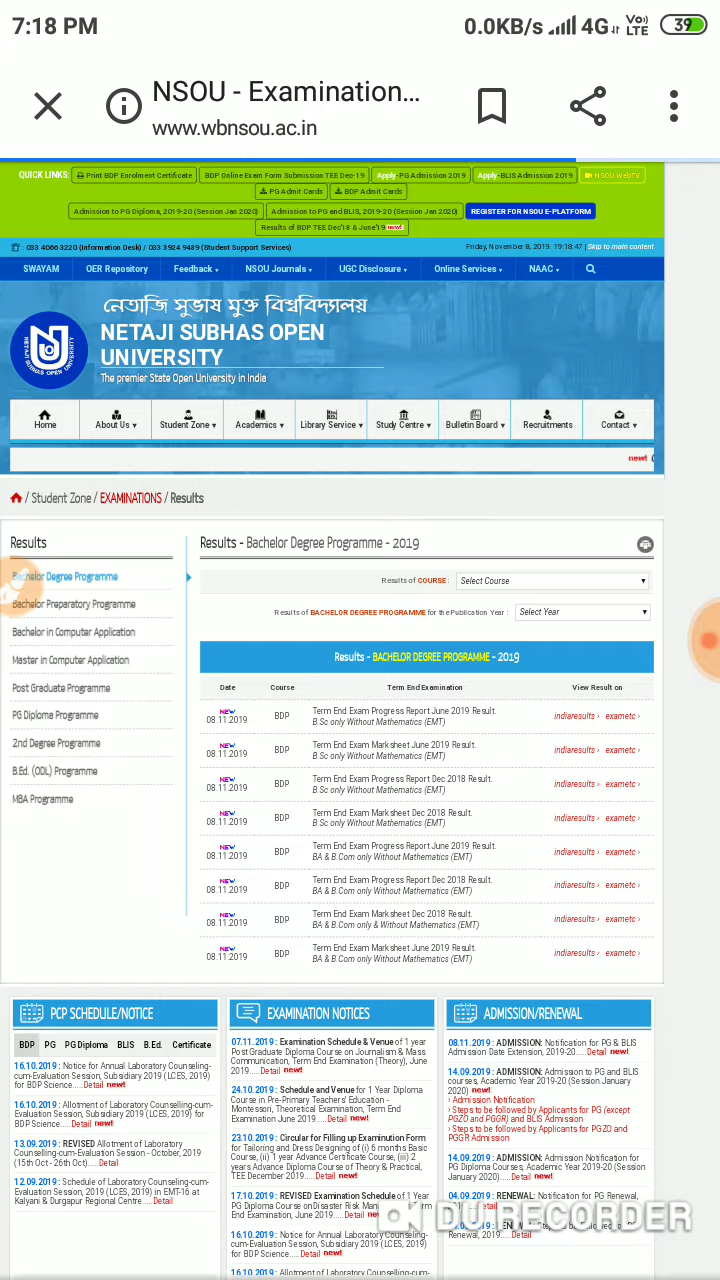 7:18 PM
0.0KB/s 4G Vo)) LTE 39
NSOU - Examination...
www.wbnsou.ac.in
QUICK LINKS: Print BDP Enrolment Certificate BDP Online Exam Form Submission TEE Dec-19 Apply-PG Admission 2019 Apply-BLIS Admission 2019 NSOU WebTV
PG Admit Cards BDP Admit Cards
Admission to PG Diploma, 2019-20 (Session Jan 2020) Admission to PG and BLIS, 2019-20 (Session Jan 2020) REGISTER FOR NSOU E-PLATFORM
Results of BDP TEE Dec'18 & June'19 new!
: 033 4066 3220 (Information Desk) / 033 3924 9489 (Student Support Services) Friday, November 8, 2019. 19:18:47 | Skip to main content
SWAYAM OER Repository Feedback NSOU Journals UGC Disclosure Online Services NAAC
নেতাজি সুভাষ মুক্ত বিশ্ববিদ্যালয়
NETAJI SUBHAS OPEN
UNIVERSITY
The premier State Open University in India
Home About Us Student Zone Academics Library Service Study Centre Bulletin Board Recruitments Contact
new!
/ Student Zone / EXAMINATIONS / Results
Results
Bachelor Degree Programme
Bachelor Preparatory Programme
Bachelor in Computer Application
Master in Computer Application
Post Graduate Programme
PG Diploma Programme
2nd Degree Programme
B.Ed. (ODL) Programme
MBA Programme
Results - Bachelor Degree Programme - 2019
Results of COURSE : Select Course
Results of BACHELOR DEGREE PROGRAMME for the Publication Year : Select Year
Results - BACHELOR DEGREE PROGRAMME - 2019
Date Course Term End Examination View Result on
NEW 08.11.2019 BDP Term End Exam Progress Report June 2019 Result. indiaresults › exametc ›
B.Sc only Without Mathematics (EMT)
NEW 08.11.2019 BDP Term End Exam Marksheet June 2019 Result. indiaresults › exametc ›
B.Sc only Without Mathematics (EMT)
NEW 08.11.2019 BDP Term End Exam Progress Report Dec 2018 Result. indiaresults › exametc ›
B.Sc only Without Mathematics (EMT)
NEW 08.11.2019 BDP Term End Exam Marksheet Dec 2018 Result. indiaresults › exametc ›
B.Sc only Without Mathematics (EMT)
NEW 08.11.2019 BDP Term End Exam Progress Report June 2019 Result. indiaresults › exametc ›
BA & B.Com only Without Mathematics (EMT)
NEW 08.11.2019 BDP Term End Exam Progress Report Dec 2018 Result. indiaresults › exametc ›
BA & B.Com only Without Mathematics (EMT)
NEW 08.11.2019 BDP Term End Exam Marksheet Dec 2018 Result. indiaresults › exametc ›
BA & B.Com only & Without Mathematics (EMT)
NEW 08.11.2019 BDP Term End Exam Marksheet June 2019 Result. indiaresults › exametc ›
BA & B.Com only Without Mathematics (EMT)
PCP SCHEDULE/NOTICE
BDP PG PG Diploma BLIS B.Ed. Certificate
16.10.2019 : Notice for Annual Laboratory Counseling-
cum-Evaluation Session, Subsidiary 2019 (LCES, 2019)
for BDP Science.....Detail new!
16.10.2019 : Allotment of Laboratory Counselling-cum-
Evaluation Session, Subsidiary 2019 (LCES, 2019) for
BDP Science.....Detail new!
13.09.2019 : REVISED Allotment of Laboratory
Counselling-cum-Evaluation Session - October, 2019
(15th Oct - 26th Oct).....Detail
12.09.2019 : Schedule of Laboratory Counseling-cum-
Evaluation Session, 2019 (LCES, 2019) in EMT-16 at
Kalyani & Durgapur Regional Centre.....Detail
EXAMINATION NOTICES
07.11.2019 : Examination Schedule & Venue of 1 year
Post Graduate Diploma Course on Journalism & Mass
Communication, Term End Examination (Theory), June
2019.....Detail new!
24.10.2019 : Schedule and Venue for 1 Year Diploma
Course in Pre-Primary Teachers' Education -
Montessori, Theoretical Examination, Term End
Examination June 2019.....Detail new!
23.10.2019 : Circular for Filling up Examinution Form
for Tailoring and Dress Designing of (i) 6 months Basic
Course, (ii) 1 year Advance Certificate Course, (iii) 2
years Advance Diploma Course of Theory & Practical,
TEE December 2019.....Detail new!
17.10.2019 : REVISED Examination Schedule of 1 Year
PG Diploma Course on Disaster Risk Term
End Examination, June 2019.....Detail
16.10.2019 : Notice for Annual Laboratory Counseling-
cum-Evaluation Session, Subsidiary 2019 (LCES, 2019)
for BDP Science.....Detail new!
16.10.2019 : Allotment of Laboratory Counselling-cum-
ADMISSION/RENEWAL
08.11.2019 : ADMISSION: Notification for PG & BLIS
Admission Date Extension, 2019-20.....Detail new!
14.09.2019 : ADMISSION: Admission to PG and BLIS
courses, Academic Year 2019-20 (Session January
2020) new!
› Admission Notification
› Steps to be followed by Applicants for PG (except
PGZO and PGGR) and BLIS Admission
› Steps to be followed by Applicants for PGZO and
PGGR Admission
14.09.2019 : ADMISSION: Admission Notification for
PG Diploma Courses, Academic Year 2019-20 (Session
January 2020).....Detail new!
04.09.2019 : RENEWAL: Notification for PG Renewal,
2019.....Detail
Renewal, 2019.....Detail
DU RECORDER